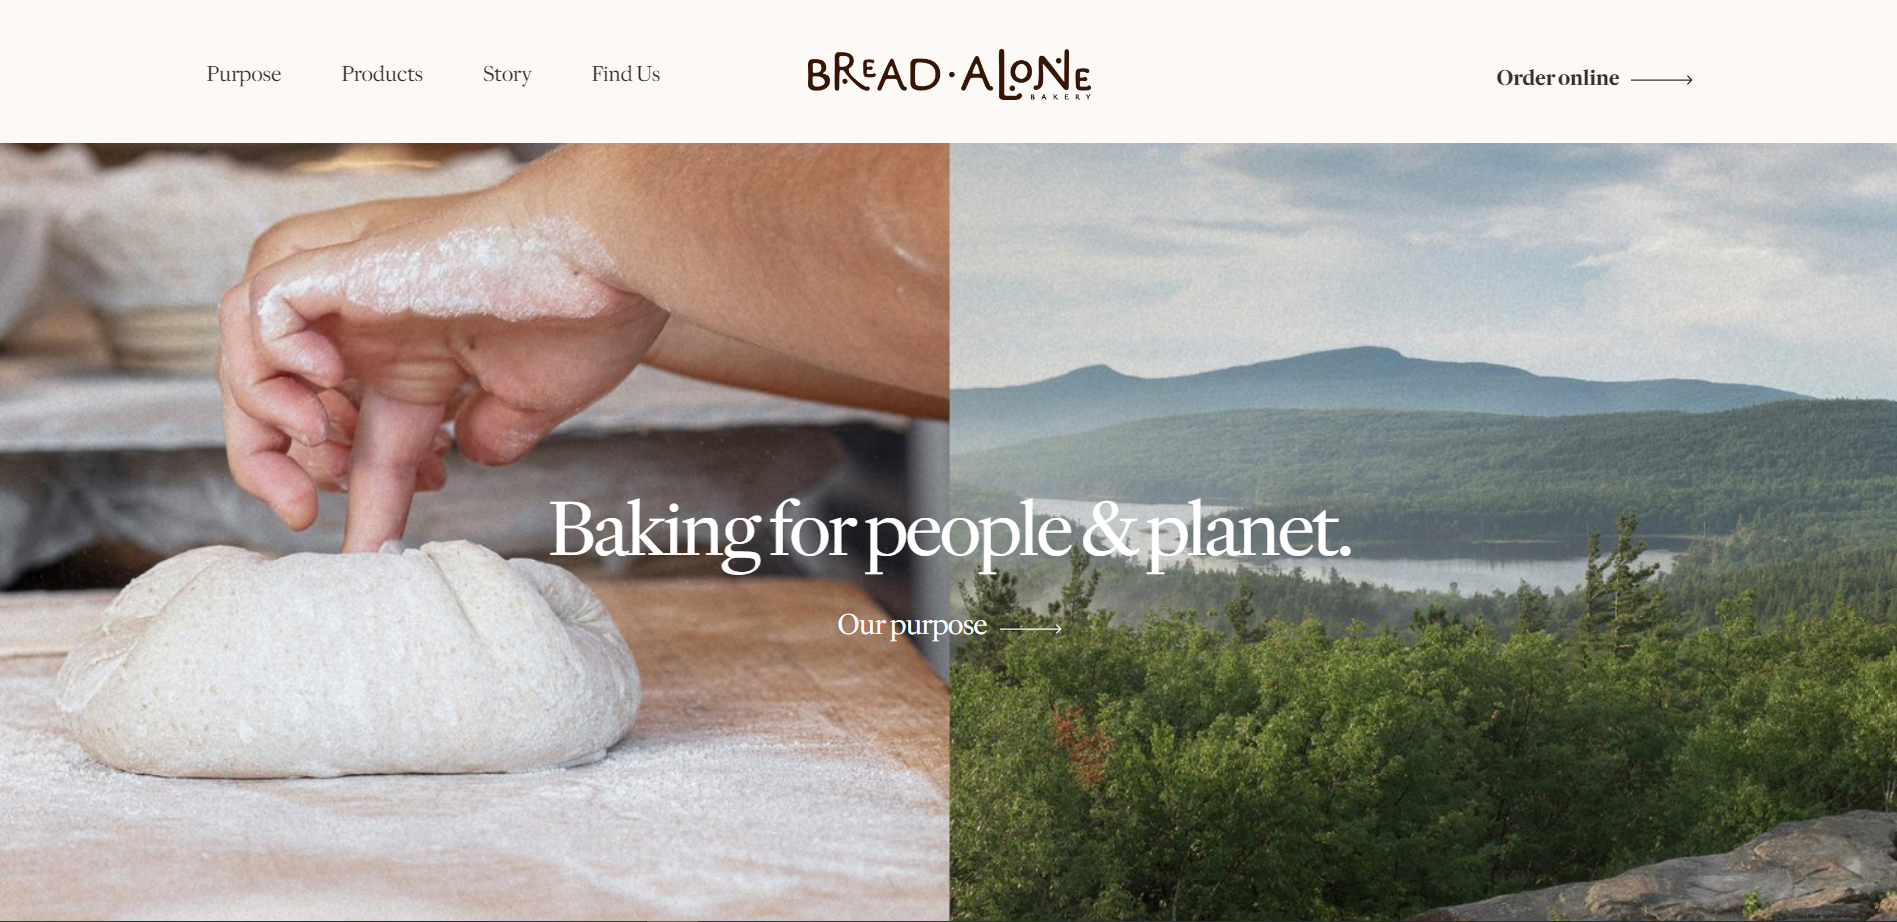 Purpose
Products
Story
Find Us
BREAD·ALONE
BAKERY
Order online
Baking for people & planet.
Our purpose